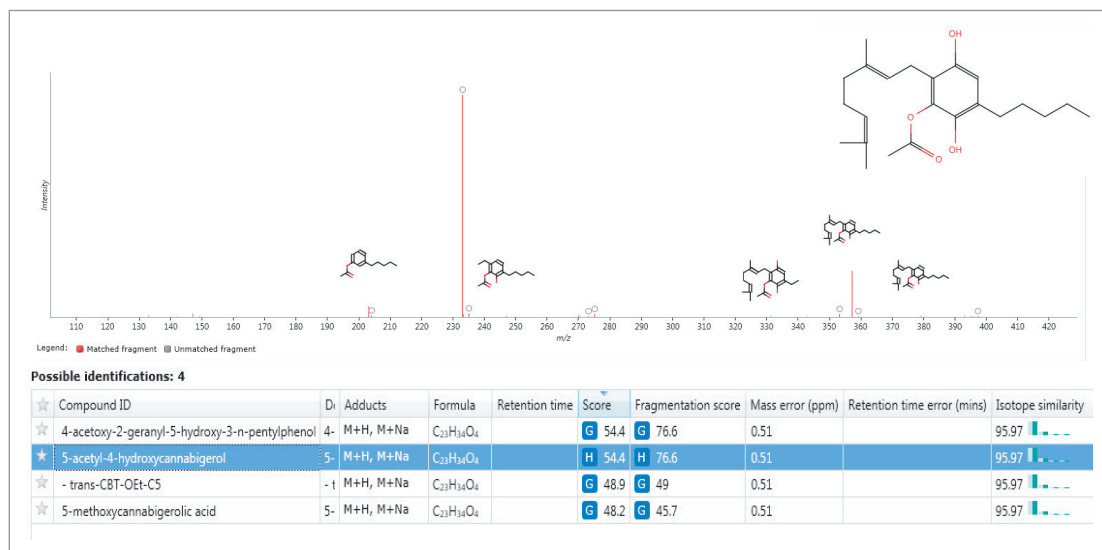 OH
O
O
OH
Intensity
110 120 130 140 150 160 170 180 190 200 210 220 230 240 250 260 270 280 290 300 310 320 330 340 350 360 370 380 390 400 410 420
m/z
Legend: Matched fragment Unmatched fragment
Possible identifications: 4
Compound ID D Adducts Formula Retention time Score Fragmentation score Mass error (ppm) Retention time error (mins) Isotope similarity
4-acetoxy-2-geranyl-5-hydroxy-3-n-pentylphenol 4- M+H, M+Na C₂₃H₃₄O₄ G 54.4 G 76.6 0.51 95.97
5-acetyl-4-hydroxycannabigerol 5- M+H, M+Na C₂₃H₃₄O₄ H 54.4 H 76.6 0.51 95.97
- trans-CBT-OEt-C5 - t M+H, M+Na C₂₃H₃₄O₄ G 48.9 G 49 0.51 95.97
5-methoxycannabigerolic acid 5- M+H, M+Na C₂₃H₃₄O₄ G 48.2 G 45.7 0.51 95.97